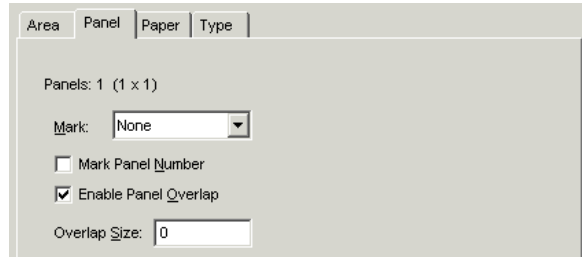 Area Panel Paper Type
Panels: 1 (1 x 1)
Mark: None
Mark Panel Number
Enable Panel Overlap
Overlap Size: 0